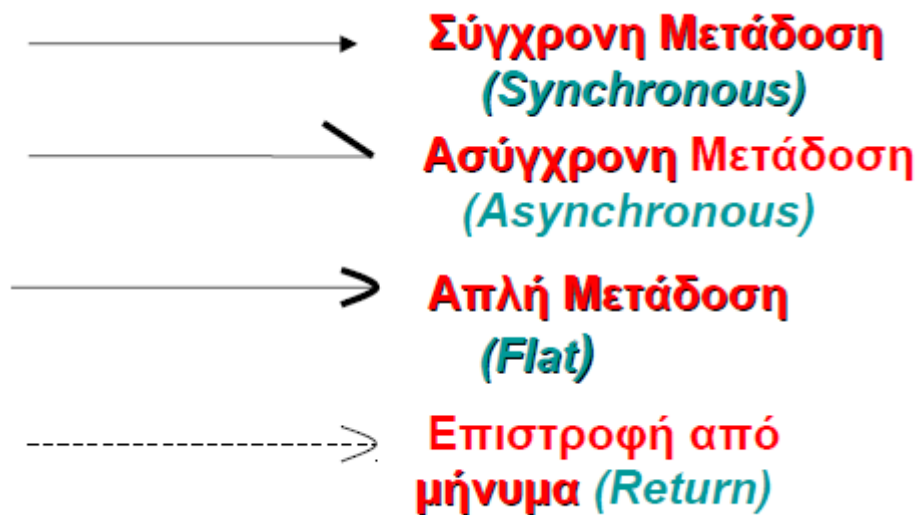 Σύγχρονη Μετάδοση
(Synchronous)
Ασύγχρονη Μετάδοση
(Asynchronous)
Απλή Μετάδοση
(Flat)
Επιστροφή από
μήνυμα (Return)